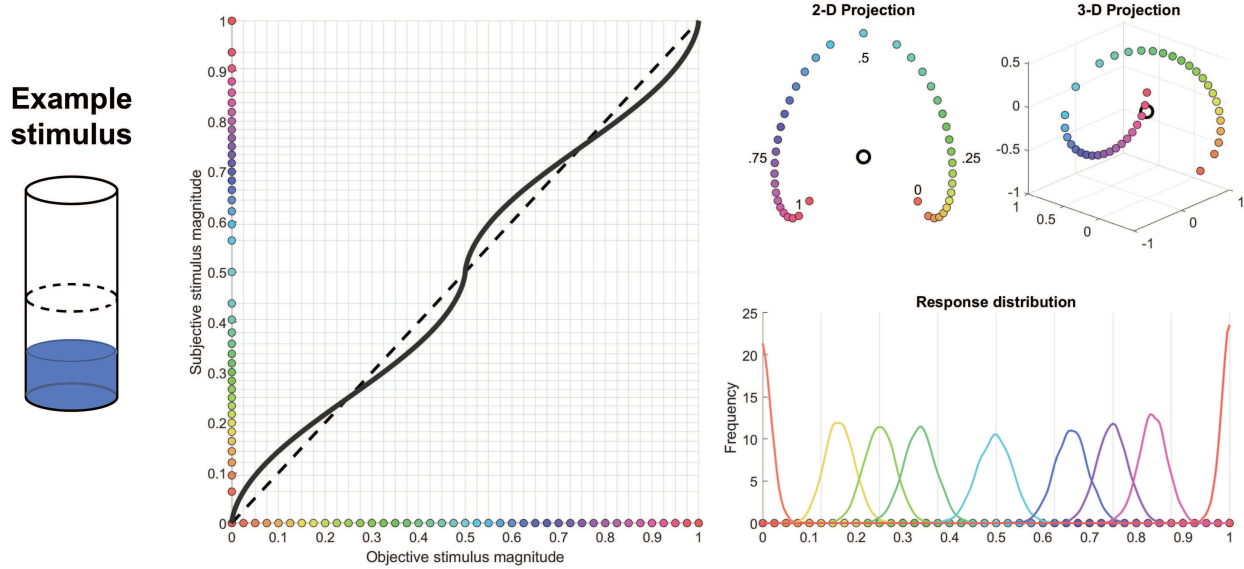 Example
stimulus
Subjective stimulus magnitude
1
0.9
0.8
0.7
0.6
0.5
0.4
0.3
0.2
0.1
0
0 0.1 0.2 0.3 0.4 0.5 0.6 0.7 0.8 0.9 1
Objective stimulus magnitude
2-D Projection
.5
.75 .25
1 0
3-D Projection
0.5
0
-0.5
-1
1 0.5 0 -1
1 0 -1
Response distribution
Frequency
25
20
15
10
5
0
0 0.1 0.2 0.3 0.4 0.5 0.6 0.7 0.8 0.9 1